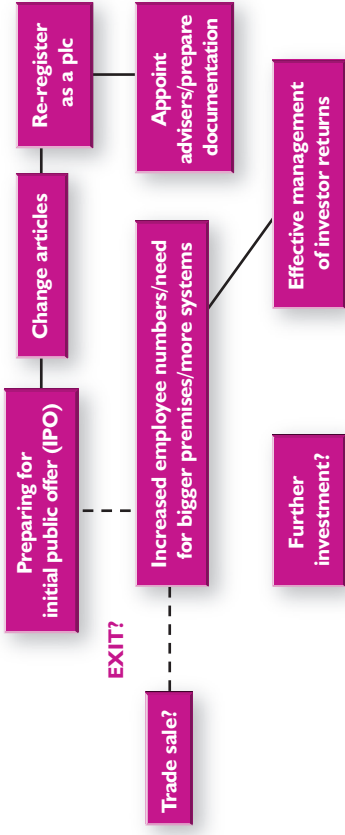 Preparing for
initial public offer (IPO)
Change articles
Re-register
as a plc
Appoint
advisers/prepare
documentation
EXIT?
Trade sale?
Increased employee numbers/need
for bigger premises/more systems
Further
investment?
Effective management
of investor returns